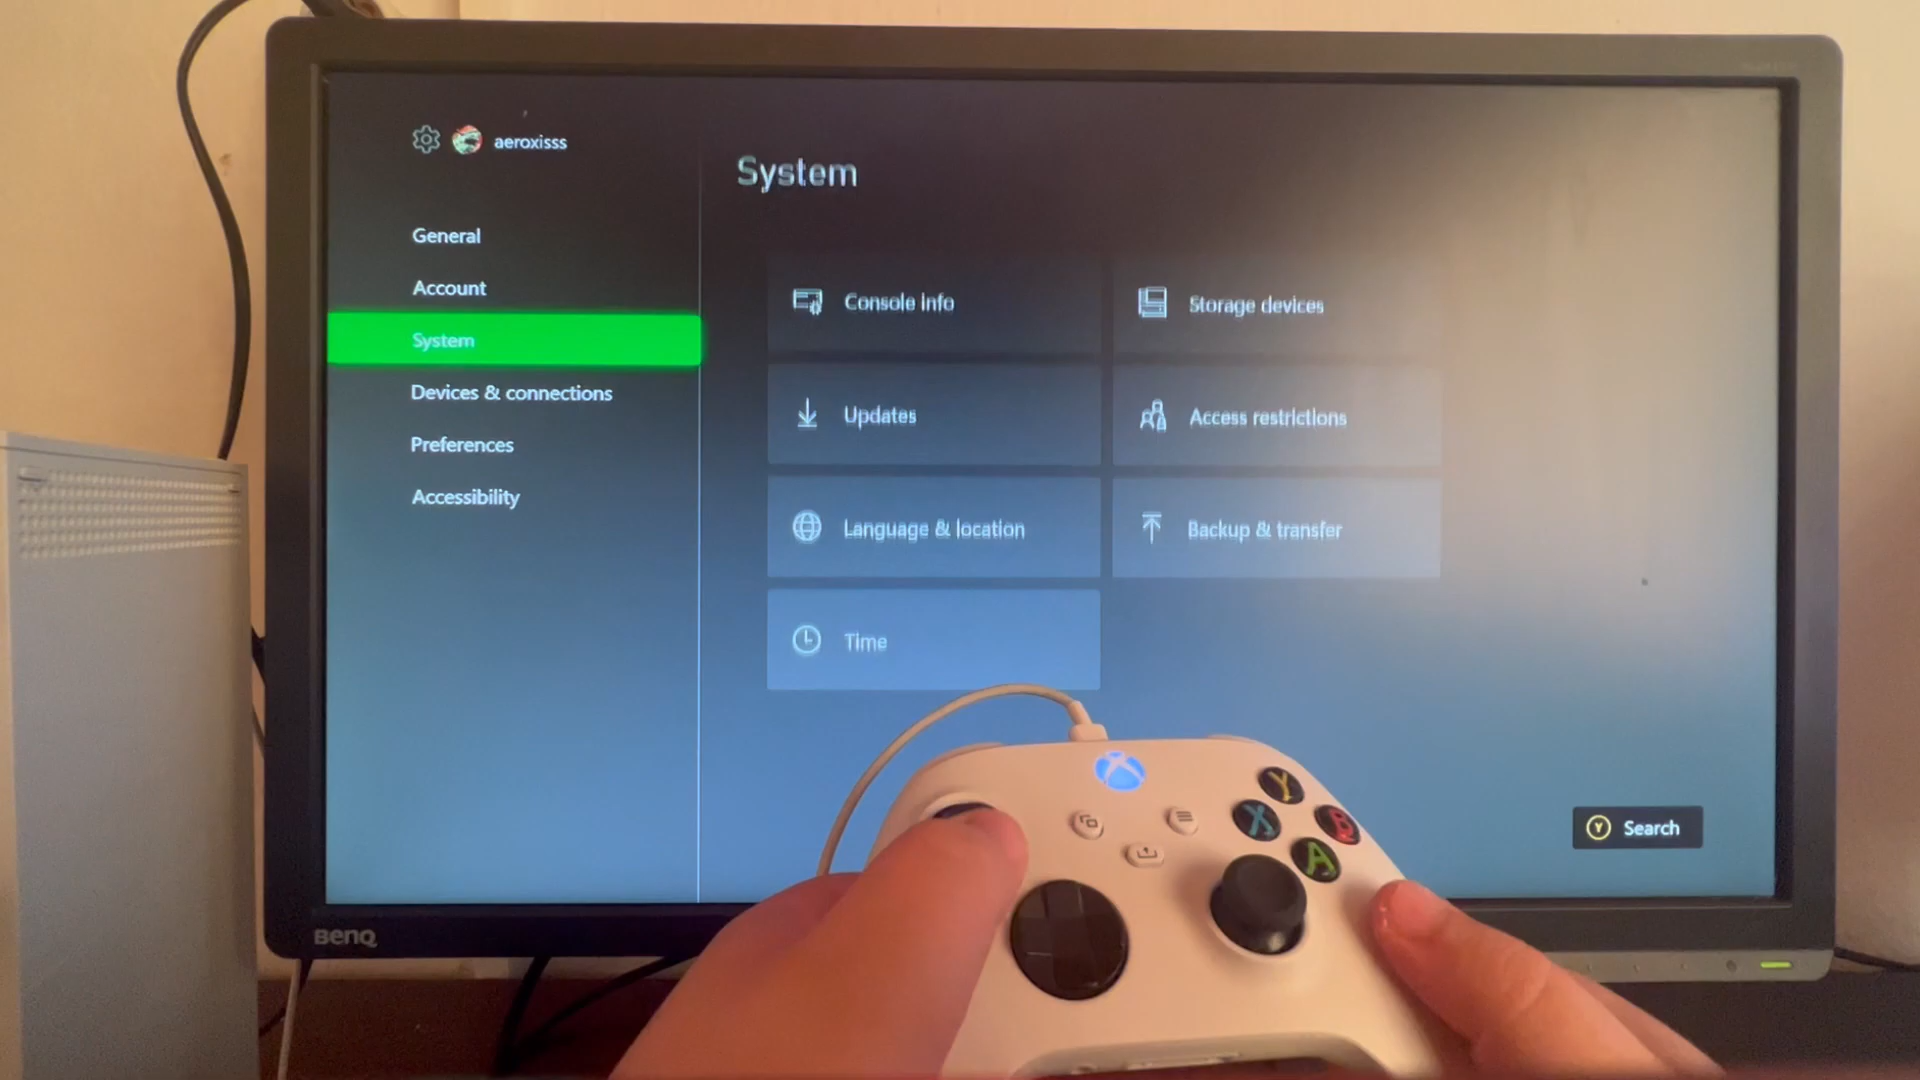 aeroxisss
System
General
Account
System
Devices & connections
Preferences
Accessibility
Console info
Storage devices
Updates
Access restrictions
Language & location
Backup & transfer
Time
Y Search
Y
X
B
A
BenQ